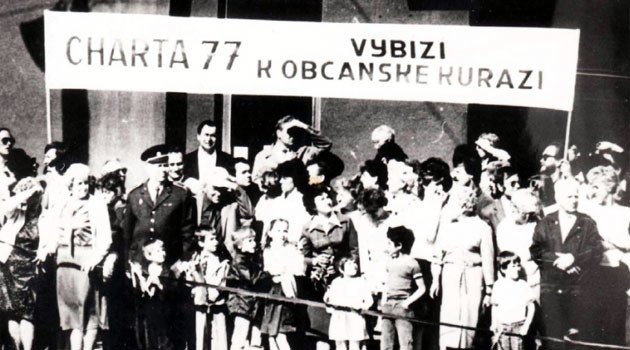 CHARTA 77 VYBIZI
K OBCANSKE KURAZI